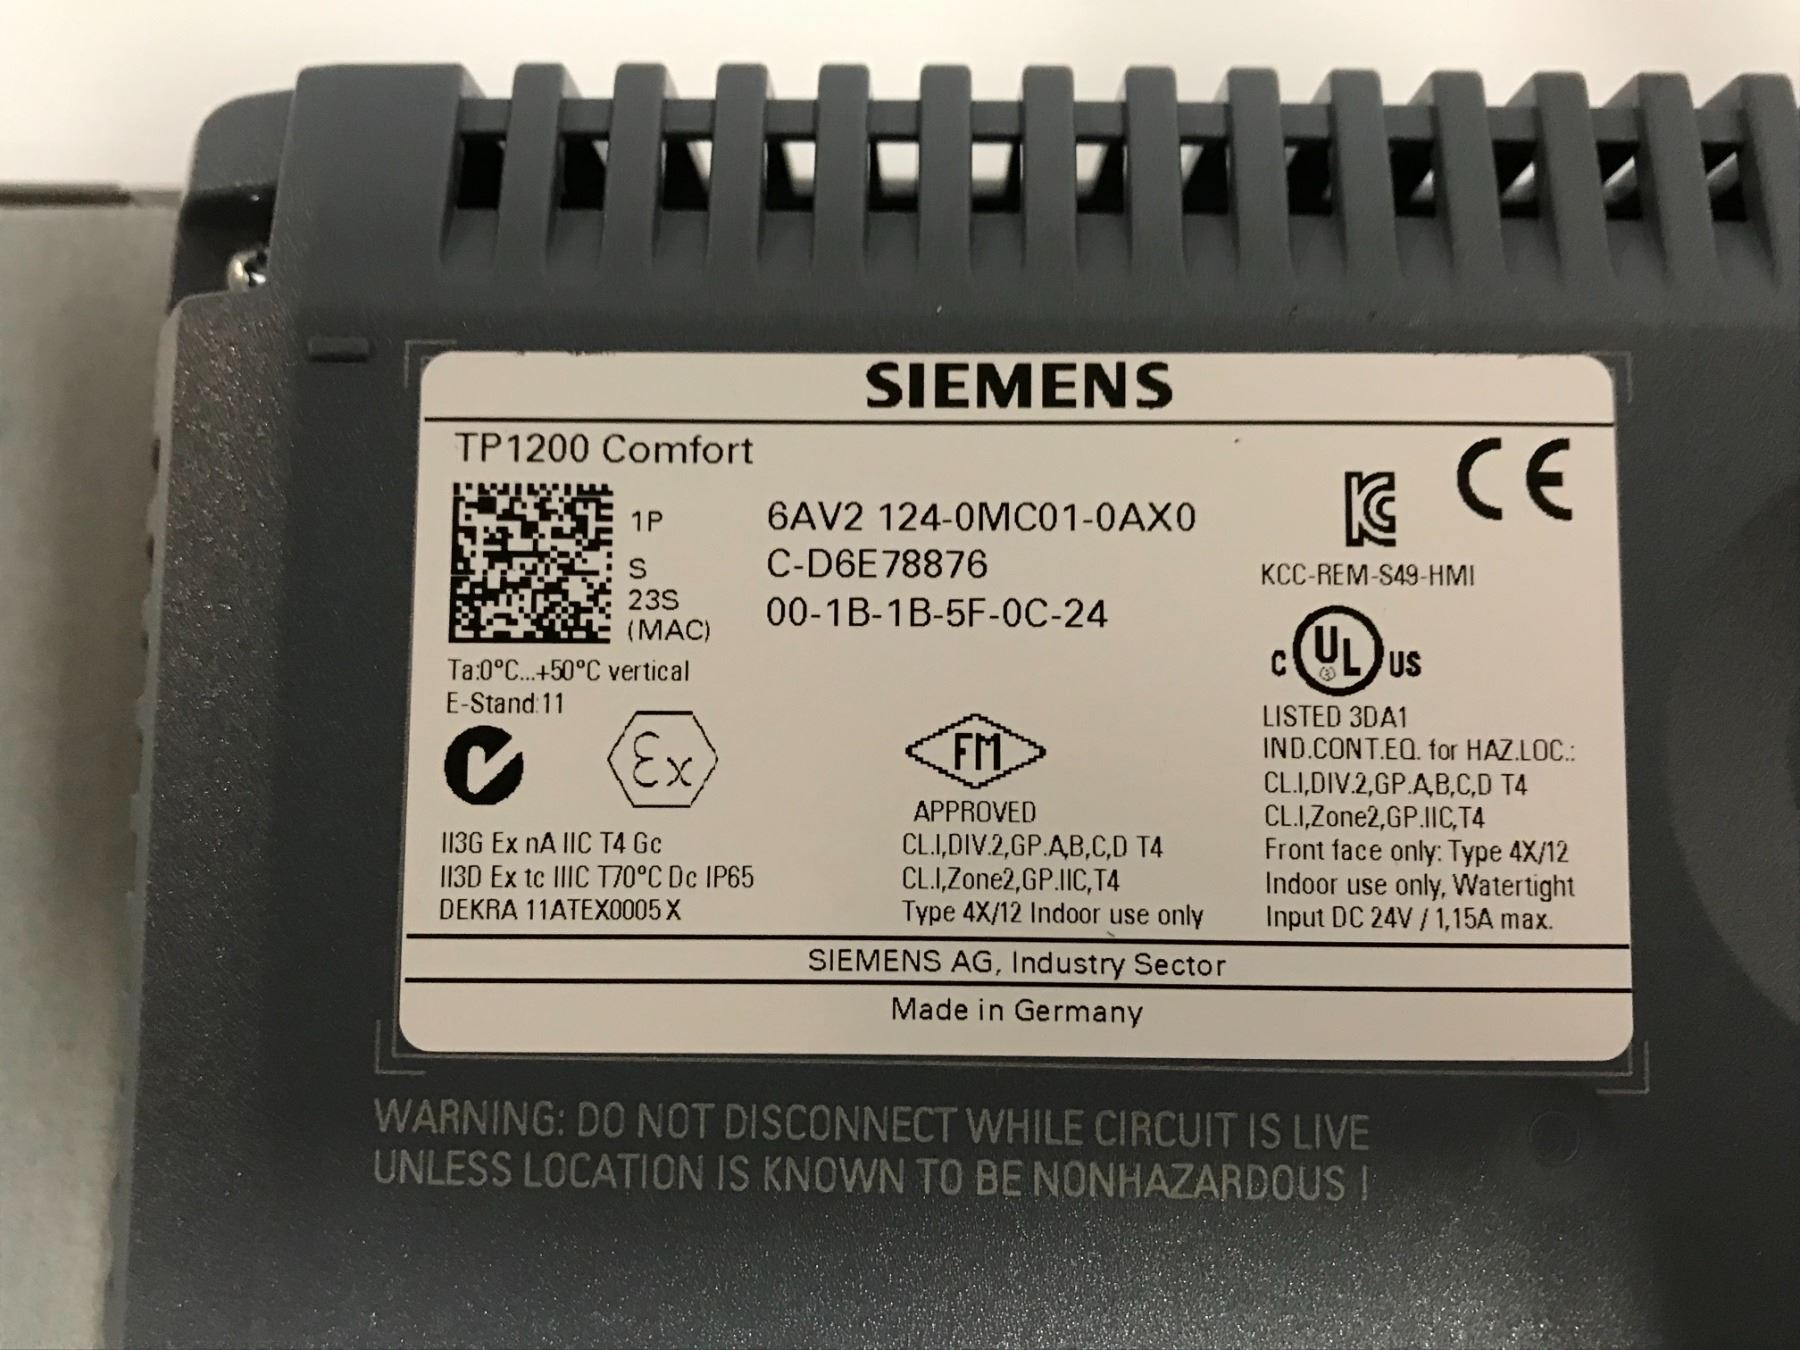 SIEMENS
TP1200 Comfort
1P 6AV2 124-0MC01-0AX0
S C-D6E78876
23S 00-1B-1B-5F-0C-24
(MAC)
Ta:0°C...+50°C vertical
E-Stand:11
CE
KC
KCC-REM-S49-HMI
C UL US
LISTED 3DA1
IND.CONT.EQ. for HAZ.LOC.:
CL.I,DIV.2,GP.A,B,C,D T4
CL.I,Zone2,GP.IIC,T4
Front face only: Type 4X/12
Indoor use only, Watertight
Input DC 24V / 1,15A max.
Ex
II3G Ex nA IIC T4 Gc
II3D Ex tc IIIC T70°C Dc IP65
DEKRA 11ATEX0005 X
FM
APPROVED
CL.I,DIV.2,GP.A,B,C,D T4
CL.I,Zone2,GP.IIC,T4
Type 4X/12 Indoor use only
SIEMENS AG, Industry Sector
Made in Germany
WARNING: DO NOT DISCONNECT WHILE CIRCUIT IS LIVE
UNLESS LOCATION IS KNOWN TO BE NONHAZARDOUS !